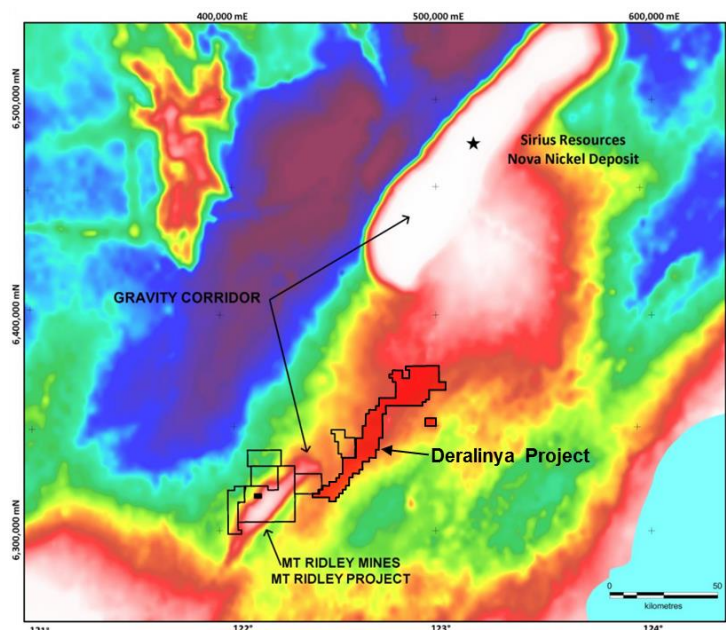 400,000 mE
500,000 mE
600,000 mE
6,500,000 mN
Sirius Resources
Nova Nickel Deposit
GRAVITY CORRIDOR
6,400,000 mN
Deralinya Project
6,300,000 mN
MT RIDLEY MINES
MT RIDLEY PROJECT
0
50
kilometres
121°
122°
123°
124°